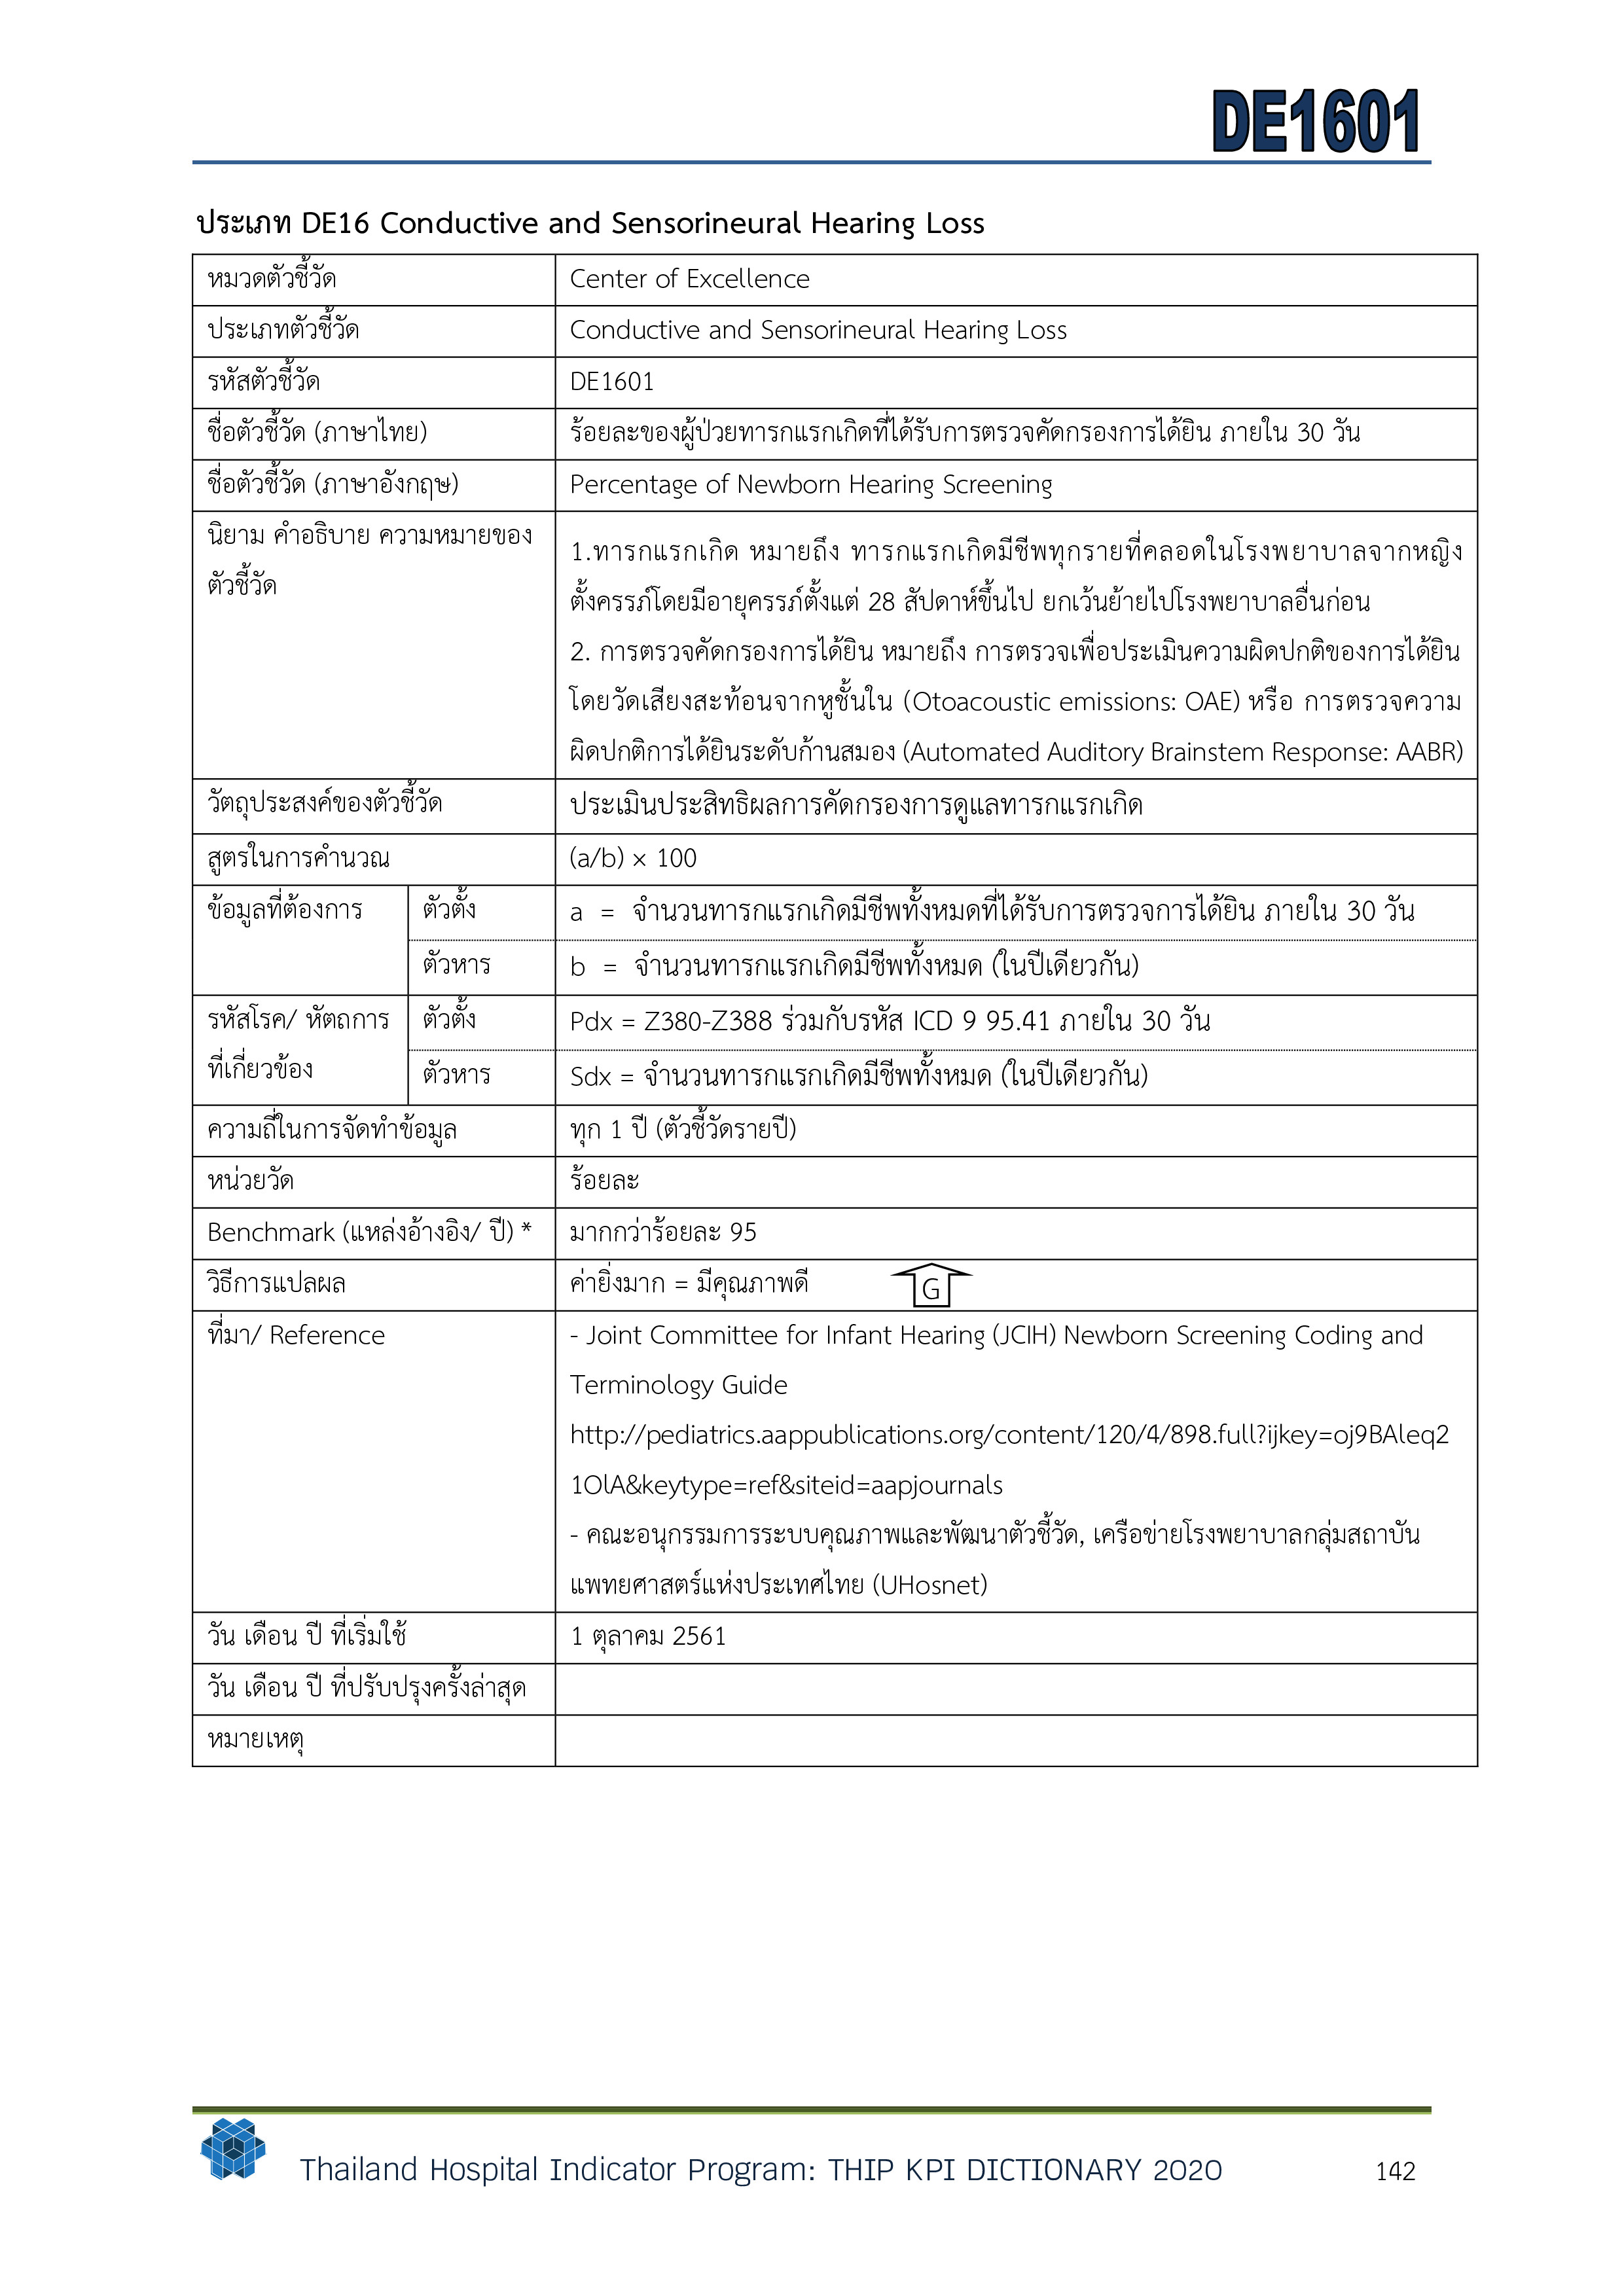 DE1601
ประเภท DE16 Conductive and Sensorineural Hearing Loss
หมวดตัวชี้วัด Center of Excellence
ประเภทตัวชี้วัด Conductive and Sensorineural Hearing Loss
รหัสตัวชี้วัด DE1601
ชื่อตัวชี้วัด (ภาษาไทย) ร้อยละของผู้ป่วยทารกแรกเกิดที่ได้รับการตรวจคัดกรองการได้ยิน ภายใน 30 วัน
ชื่อตัวชี้วัด (ภาษาอังกฤษ) Percentage of Newborn Hearing Screening
นิยาม คำอธิบาย ความหมายของ
ตัวชี้วัด
1.ทารกแรกเกิด หมายถึง ทารกแรกเกิดมีชีพทุกรายที่คลอดในโรงพยาบาลจากหญิง
ตั้งครรภ์โดยมีอายุครรภ์ตั้งแต่ 28 สัปดาห์ขึ้นไป ยกเว้นย้ายไปโรงพยาบาลอื่นก่อน
2. การตรวจคัดกรองการได้ยิน หมายถึง การตรวจเพื่อประเมินความผิดปกติของการได้ยิน
โดยวัดเสียงสะท้อนจากหูชั้นใน (Otoacoustic emissions: OAE) หรือ การตรวจความ
ผิดปกติการได้ยินระดับก้านสมอง (Automated Auditory Brainstem Response: AABR)
วัตถุประสงค์ของตัวชี้วัด ประเมินประสิทธิผลการคัดกรองการดูแลทารกแรกเกิด
สูตรในการคำนวณ (a/b) × 100
ข้อมูลที่ต้องการ ตัวตั้ง a = จำนวนทารกแรกเกิดมีชีพทั้งหมดที่ได้รับการตรวจการได้ยิน ภายใน 30 วัน
ตัวหาร b = จำนวนทารกแรกเกิดมีชีพทั้งหมด (ในปีเดียวกัน)
รหัสโรค/ หัตถการ ตัวตั้ง Pdx = Z380-Z388 ร่วมกับรหัส ICD 9 95.41 ภายใน 30 วัน
ที่เกี่ยวข้อง ตัวหาร Sdx = จำนวนทารกแรกเกิดมีชีพทั้งหมด (ในปีเดียวกัน)
ความถี่ในการจัดทำข้อมูล ทุก 1 ปี (ตัวชี้วัดรายปี)
หน่วยวัด ร้อยละ
Benchmark (แหล่งอ้างอิง/ ปี) * มากกว่าร้อยละ 95
วิธีการแปลผล ค่ายิ่งมาก = มีคุณภาพดี G
ที่มา/ Reference - Joint Committee for Infant Hearing (JCIH) Newborn Screening Coding and
Terminology Guide
http://pediatrics.aappublications.org/content/120/4/898.full?ijkey=oj9BAleq2
1OlA&keytype=ref&siteid=aapjournals
- คณะอนุกรรมการระบบคุณภาพและพัฒนาตัวชี้วัด, เครือข่ายโรงพยาบาลกลุ่มสถาบัน
แพทยศาสตร์แห่งประเทศไทย (UHosnet)
วัน เดือน ปี ที่เริ่มใช้ 1 ตุลาคม 2561
วัน เดือน ปี ที่ปรับปรุงครั้งล่าสุด
หมายเหตุ
Thailand Hospital Indicator Program: THIP KPI DICTIONARY 2020 142